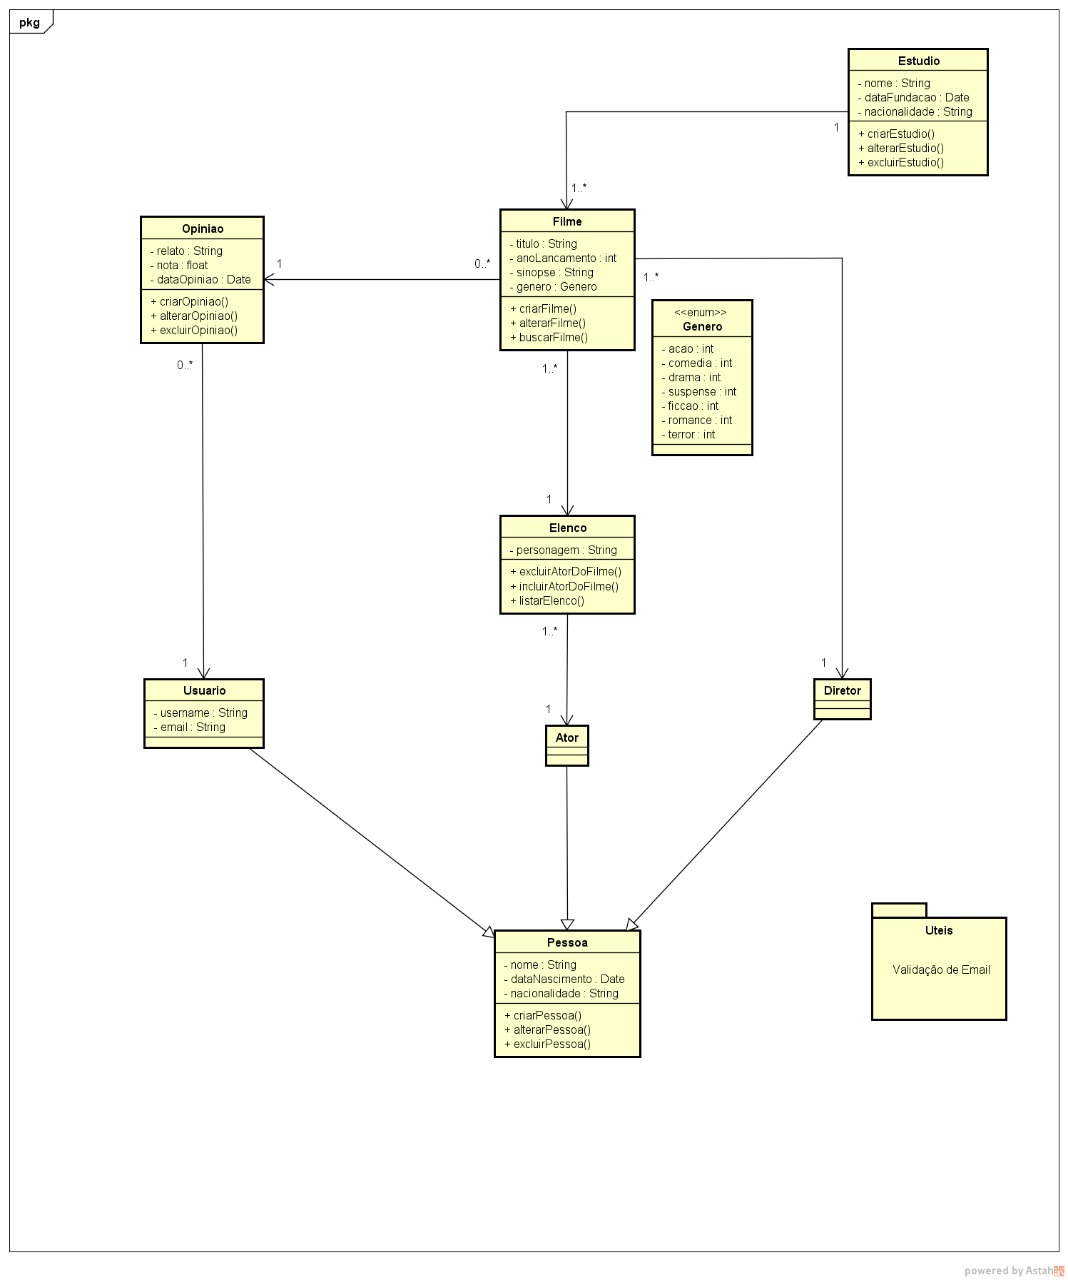 pkg
Estudio
- nome : String
- dataFundacao : Date
- nacionalidade : String
+ criarEstudio()
+ alterarEstudio()
+ excluirEstudio()
1
1..*
Filme
- titulo : String
- anoLancamento : int
- sinopse : String
- genero : Genero
+ criarFilme()
+ alterarFilme()
+ buscarFilme()
Opiniao
- relato : String
- nota : float
- dataOpiniao : Date
+ criarOpiniao()
+ alterarOpiniao()
+ excluirOpiniao()
1
0..*
1..*
<<enum>>
Genero
- acao : int
- comedia : int
- drama : int
- suspense : int
- ficcao : int
- romance : int
- terror : int
0..*
1..*
1
Elenco
- personagem : String
+ excluirAtorDoFilme()
+ incluirAtorDoFilme()
+ listarElenco()
1..*
1
1
1
Usuario
- username : String
- email : String
Ator
Diretor
Pessoa
- nome : String
- dataNascimento : Date
- nacionalidade : String
+ criarPessoa()
+ alterarPessoa()
+ excluirPessoa()
Uteis
Validação de Email
powered by Astah